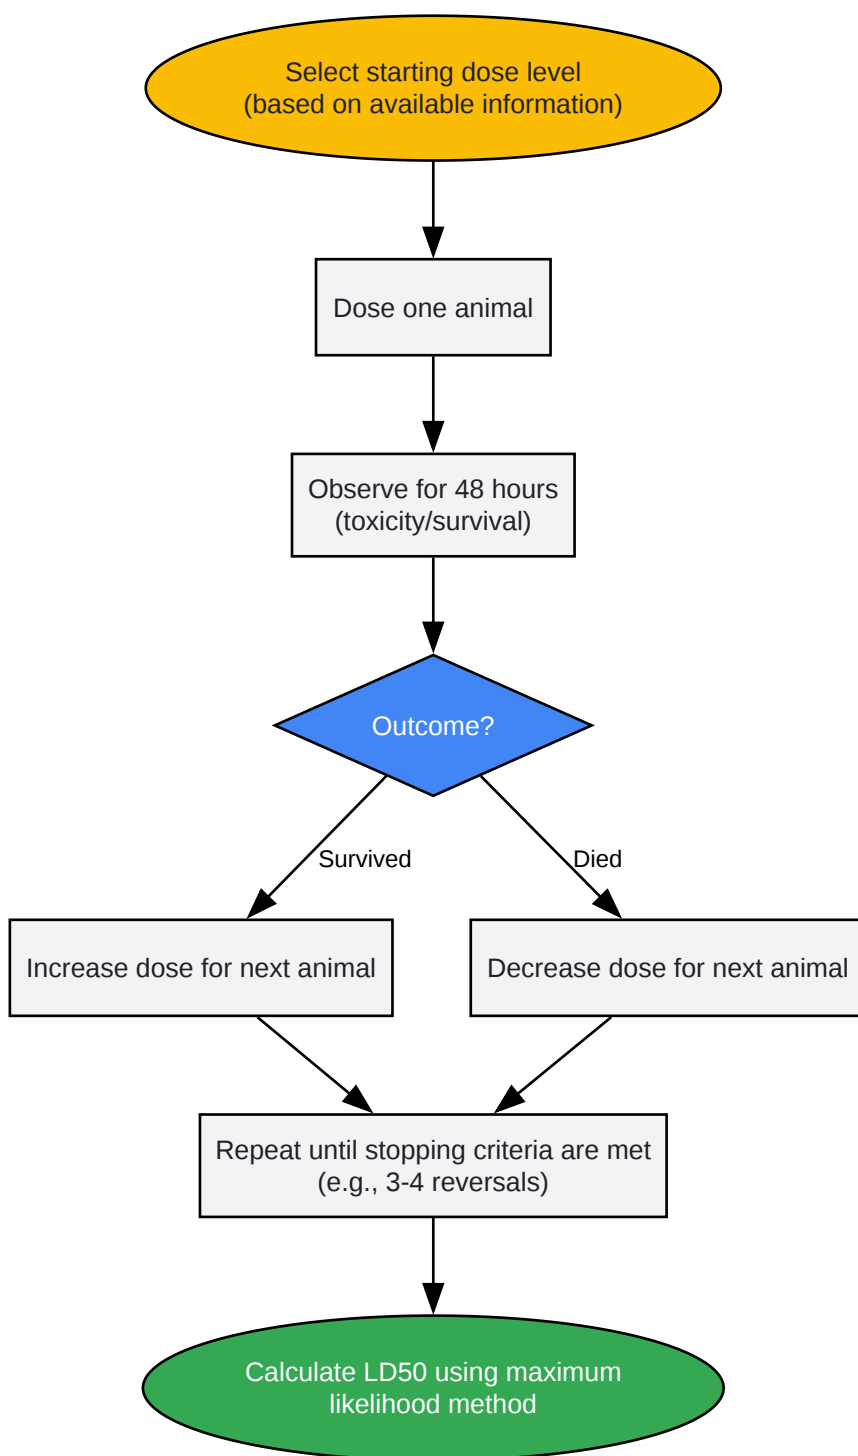 Select starting dose level
(based on available information)
Dose one animal
Observe for 48 hours
(toxicity/survival)
Outcome?
Survived
Died
Increase dose for next animal
Decrease dose for next animal
Repeat until stopping criteria are met
(e.g., 3-4 reversals)
Calculate LD50 using maximum
likelihood method